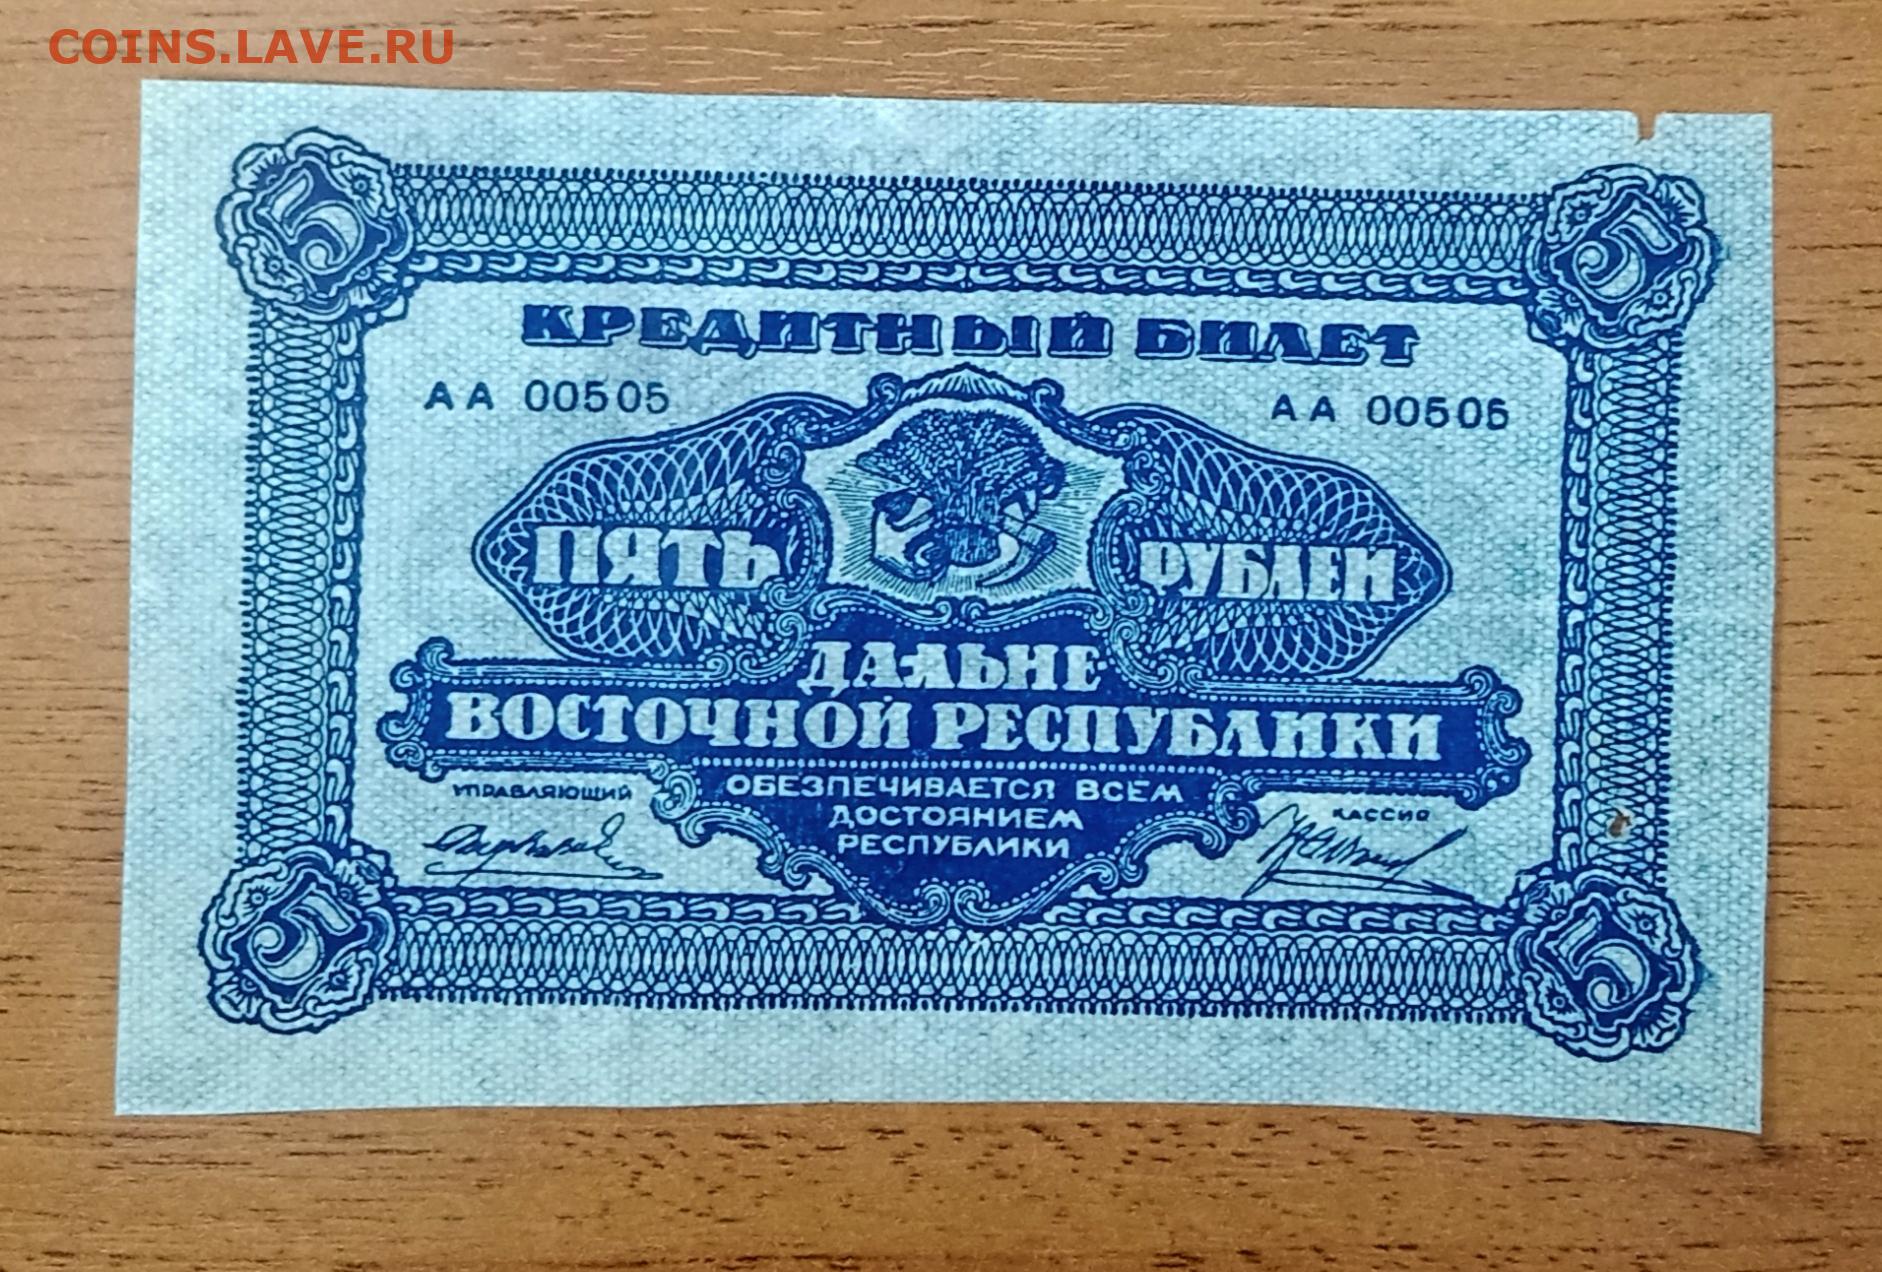 COINS.LAVE.RU
5 5
КРЕДИТНЫЙ БИЛЕТ
АА 00505 АА 00505
ПЯТЬ РУБЛЕЙ
ДАЛЬНЕ
ВОСТОЧНОЙ РЕСПУБЛИКИ
ОБЕЗПЕЧИВАЕТСЯ ВСЕМ
ДОСТОЯНИЕМ
РЕСПУБЛИКИ
УПРАВЛЯЮЩИЙ КАССИР
5 5